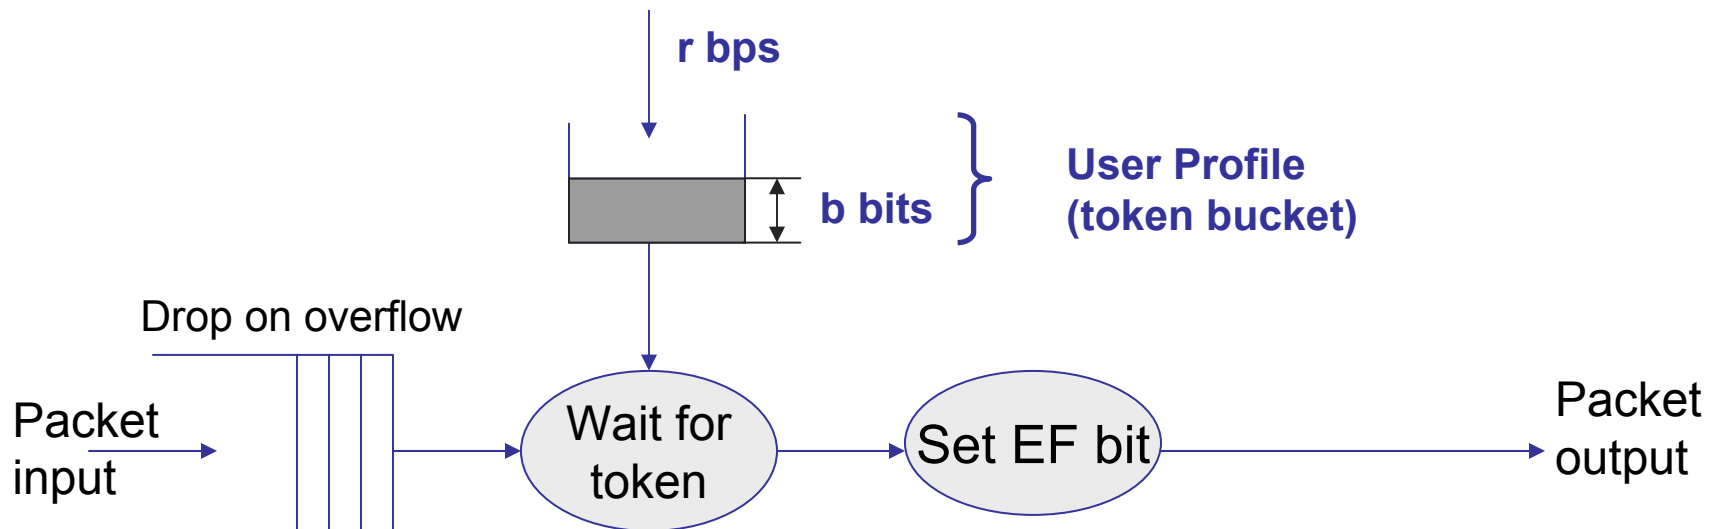 r bps
User Profile
(token bucket)
b bits
Drop on overflow
Packet
input
Wait for
token
Set EF bit
Packet
output